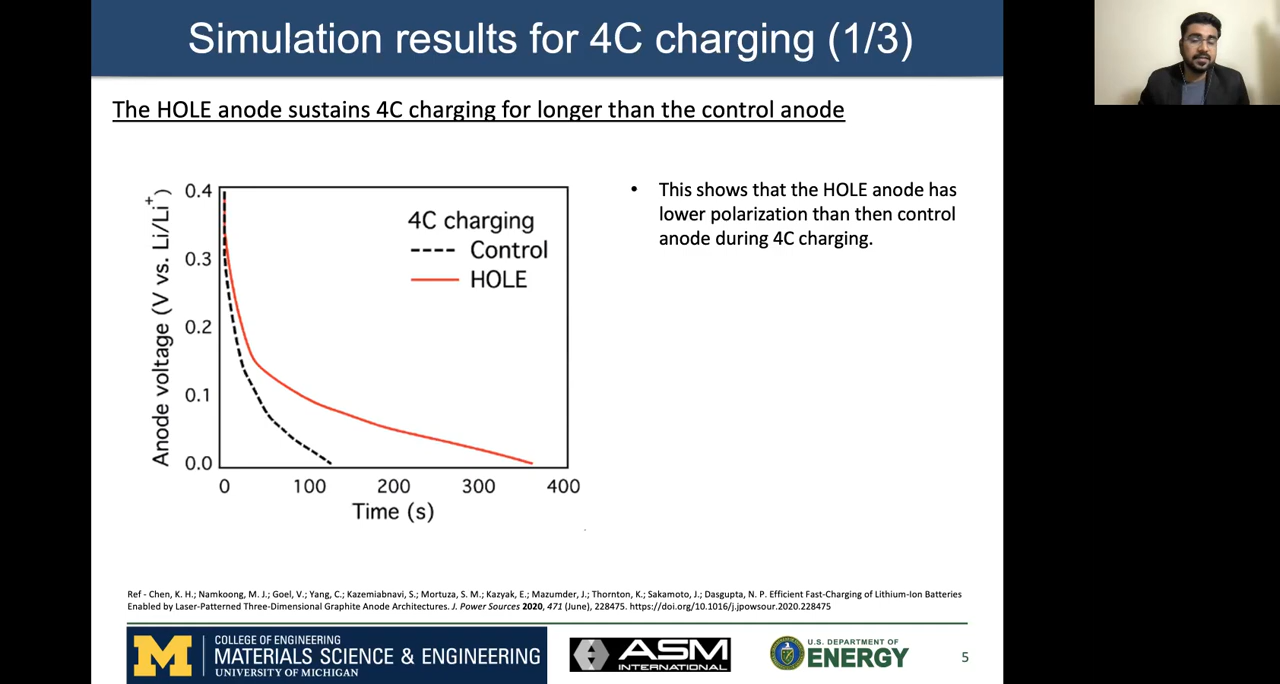 Simulation results for 4C charging (1/3)
The HOLE anode sustains 4C charging for longer than the control anode
Anode voltage (V vs. Li/Li⁺)
0.4
0.3
0.2
0.1
0.0
4C charging
Control
HOLE
0 100 200 300 400
Time (s)
• This shows that the HOLE anode has
lower polarization than then control
anode during 4C charging.
Ref - Chen, K. H.; Namkoong, M. J.; Goel, V.; Yang, C.; Kazemiabnavi, S.; Mortuza, S. M.; Kazyak, E.; Mazumder, J.; Thornton, K.; Sakamoto, J.; Dasgupta, N. P. Efficient Fast-Charging of Lithium-Ion Batteries
Enabled by Laser-Patterned Three-Dimensional Graphite Anode Architectures. J. Power Sources 2020, 471 (June), 228475. https://doi.org/10.1016/j.jpowsour.2020.228475
M
COLLEGE OF ENGINEERING
MATERIALS SCIENCE & ENGINEERING
UNIVERSITY OF MICHIGAN
ASM
INTERNATIONAL
U.S. DEPARTMENT OF
ENERGY
5